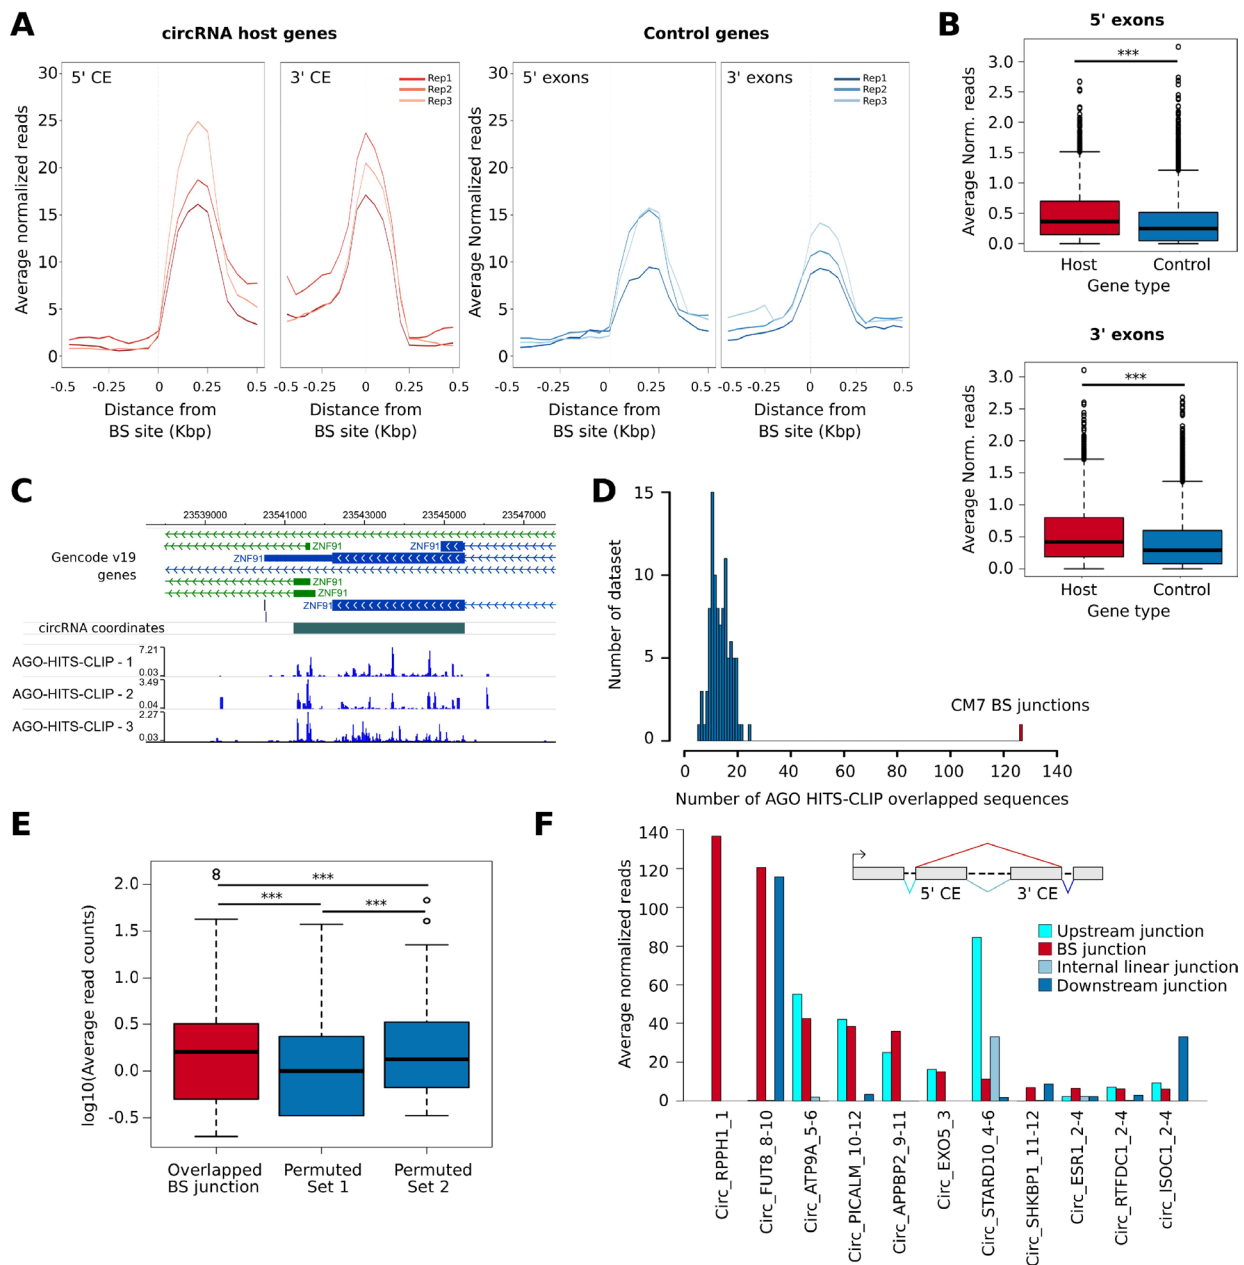 A
circRNA host genes
Control genes
5' CE
3' CE
Rep1
Rep2
Rep3
5' exons
3' exons
Rep1
Rep2
Rep3
Average normalized reads
30
25
20
15
10
5
0
Average Normalized reads
30
25
20
15
10
5
0
-0.5 -0.25 0 0.25 0.5
-0.5 -0.25 0 0.25 0.5
-0.5 -0.25 0 0.25 0.5
-0.5 -0.25 0 0.25 0.5
Distance from
BS site (Kbp)
Distance from
BS site (Kbp)
Distance from
BS site (Kbp)
Distance from
BS site (Kbp)
B
5' exons
***
Average Norm. reads
3.0
2.5
2.0
1.5
1.0
0.5
0.0
Host Control
Gene type
3' exons
***
Average Norm. reads
3.0
2.5
2.0
1.5
1.0
0.5
0.0
Host Control
Gene type
C
23539000 23541000 23543000 23545000 23547000
Gencode v19
genes
ZNF91
ZNF91
ZNF91
ZNF91
ZNF91
ZNF91
circRNA coordinates
AGO-HITS-CLIP - 1
7.21
0.03
AGO-HITS-CLIP - 2
3.49
0.04
AGO-HITS-CLIP - 3
2.27
0.03
D
Number of dataset
15
10
5
0
CM7 BS junctions
0 20 40 60 80 100 120 140
Number of AGO HITS-CLIP overlapped sequences
E
log10(Average read counts)
2.0
1.5
1.0
0.5
0.0
-0.5
***
***
***
Overlapped
BS junction
Permuted
Set 1
Permuted
Set 2
F
Average normalized reads
140
120
100
80
60
40
20
0
5' CE
3' CE
Upstream junction
BS junction
Internal linear junction
Downstream junction
Circ_RPPH1_1
Circ_FUT8_8-10
Circ_ATP9A_5-6
Circ_PICALM_10-12
Circ_APPBP2_9-11
Circ_EXO5_3
Circ_STARD10_4-6
Circ_SHKBP1_11-12
Circ_ESR1_2-4
Circ_RTFDC1_2-4
circ_ISOC1_2-4